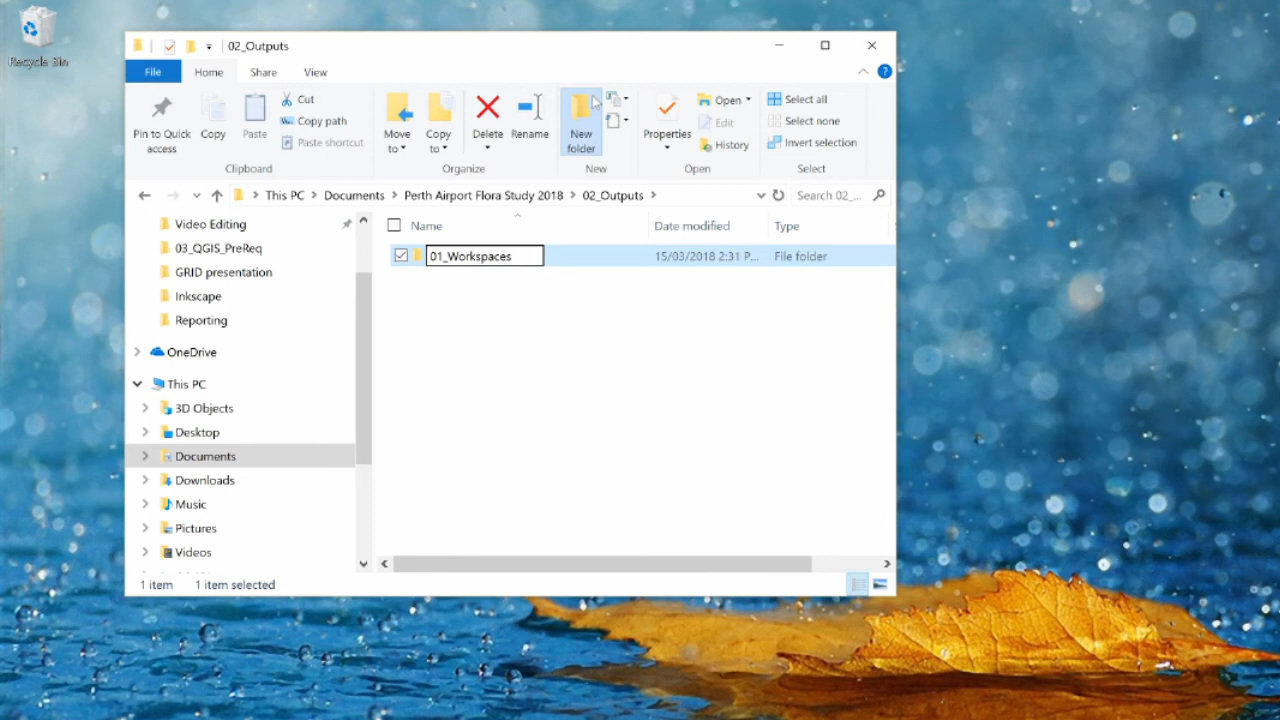 Recycle Bin
02_Outputs
File Home Share View
Pin to Quick access
Copy
Paste
Cut
Copy path
Paste shortcut
Clipboard
Move to
Copy to
Delete
Rename
Organize
New folder
New
Properties
Open
Edit
History
Open
Select all
Select none
Invert selection
Select
This PC > Documents > Perth Airport Flora Study 2018 > 02_Outputs >
Search 02_...
Video Editing
03_QGIS_PreReq
GRID presentation
Inkscape
Reporting
OneDrive
This PC
3D Objects
Desktop
Documents
Downloads
Music
Pictures
Videos
Name Date modified Type
01_Workspaces 15/03/2018 2:31 P... File folder
1 item 1 item selected